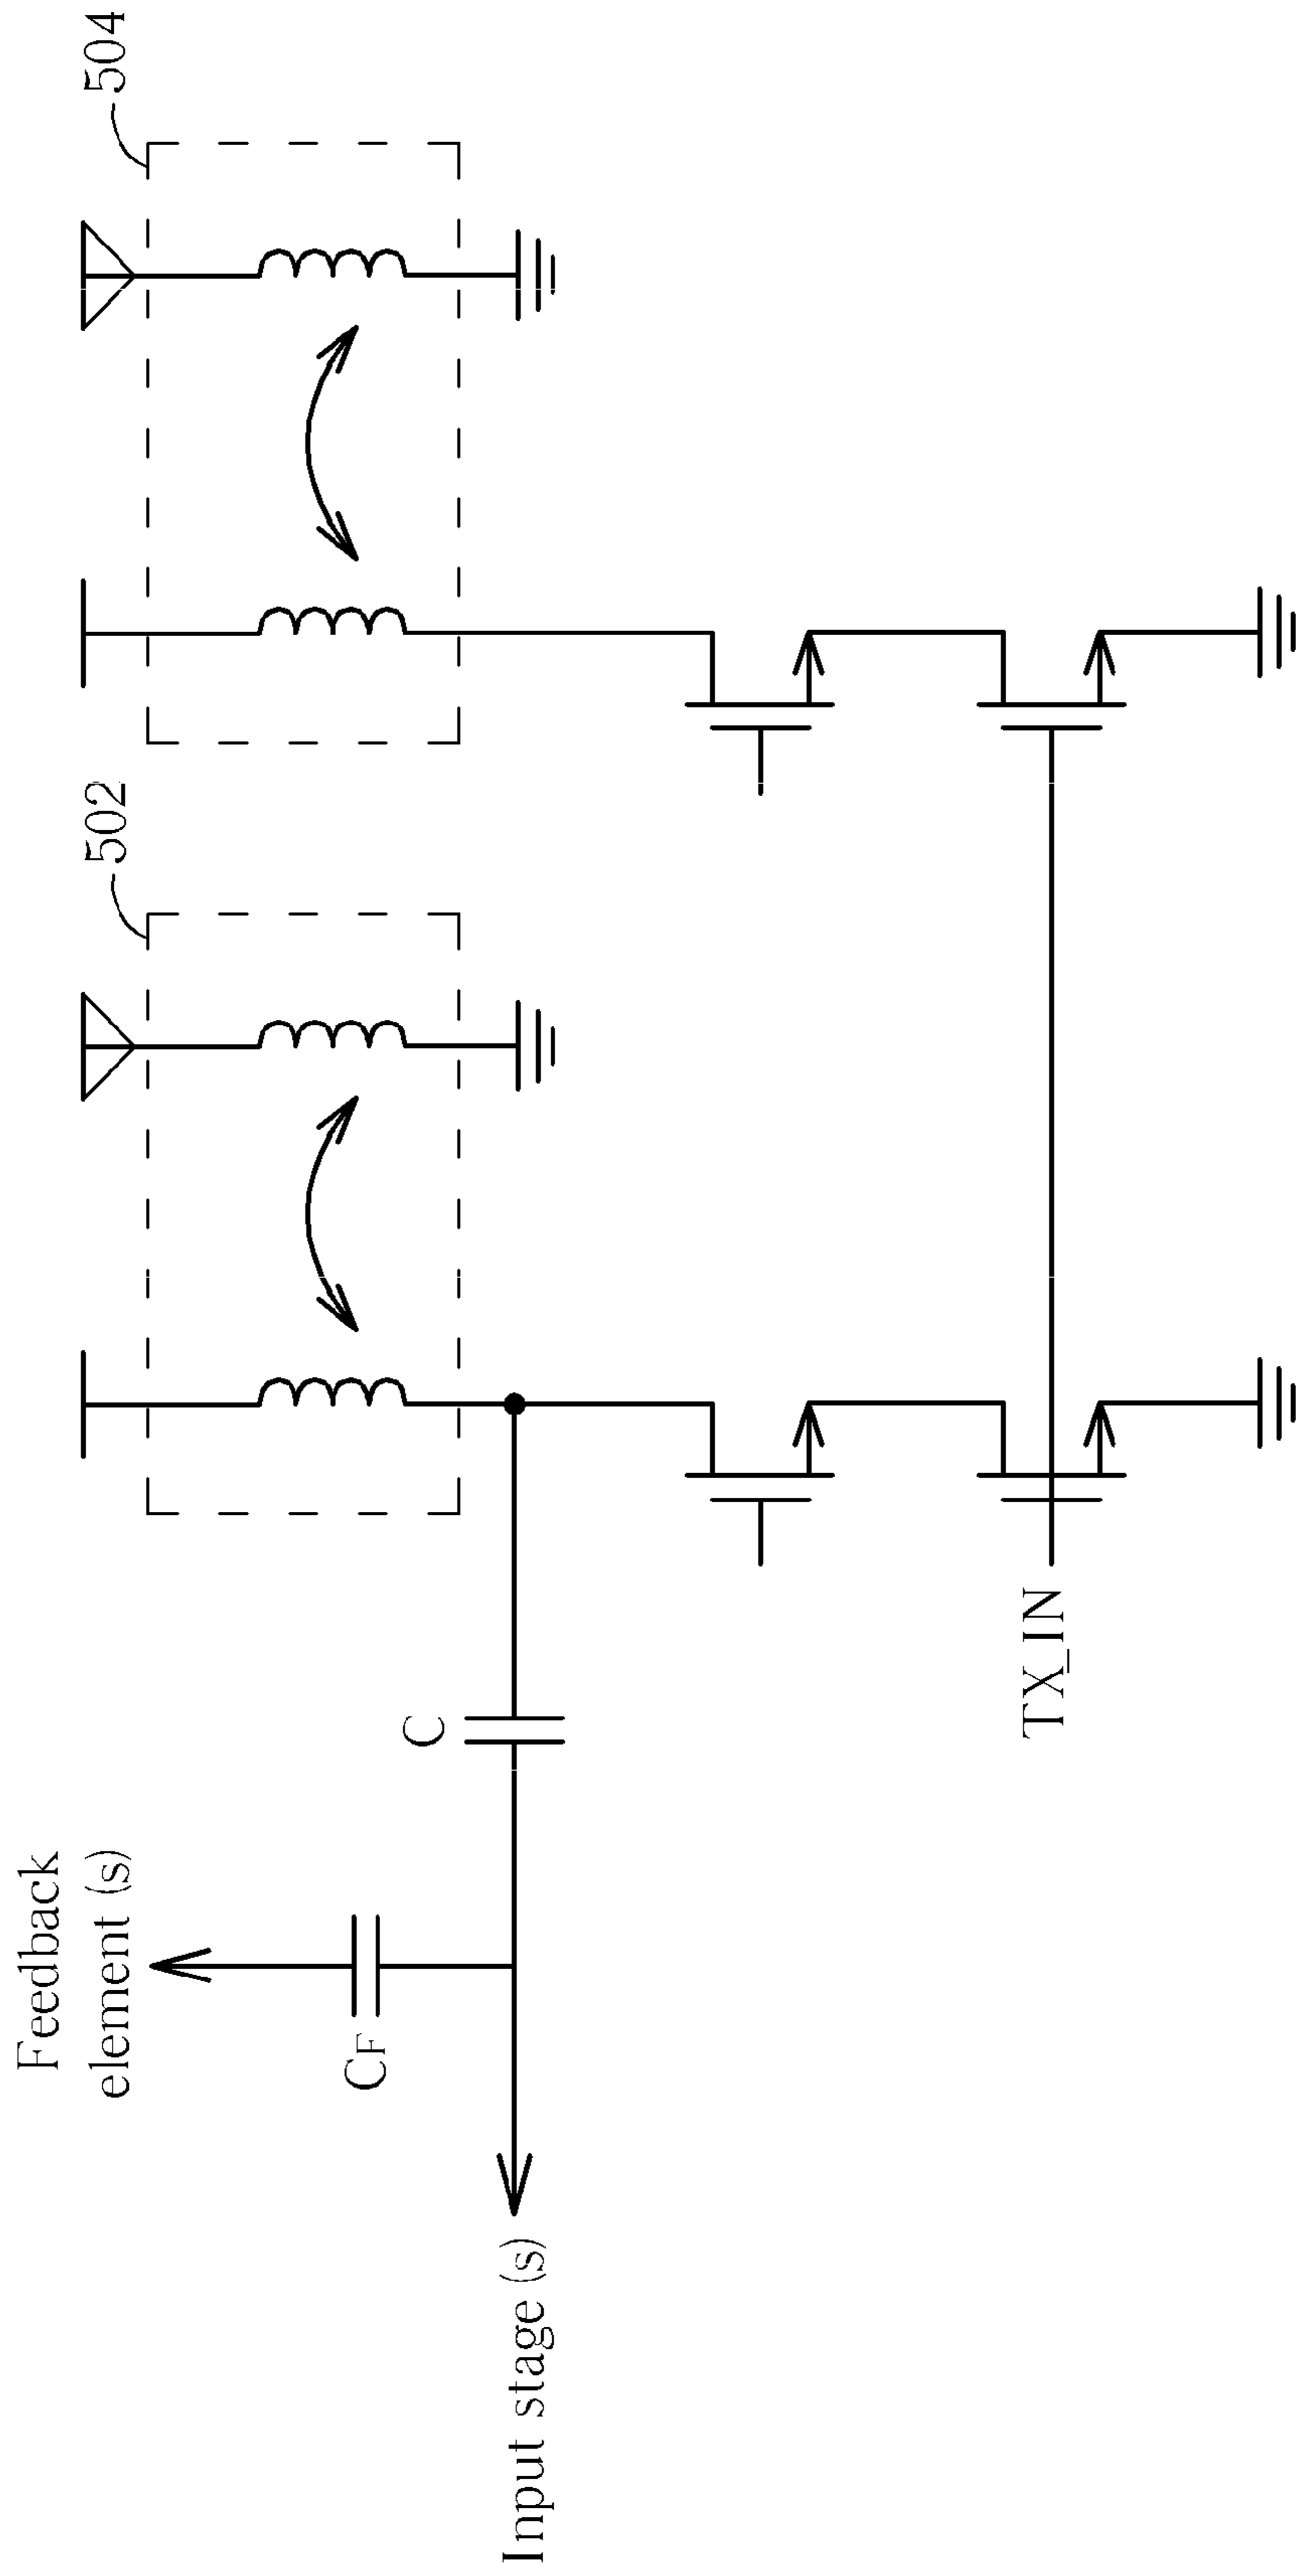 Feedback
element (s)
CF
C
Input stage (s)
TX_IN
502
504